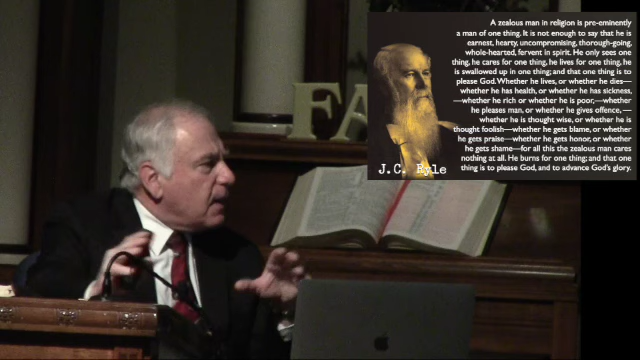 A zealous man in religion is pre-eminently
a man of one thing. It is not enough to say that he is
earnest, hearty, uncompromising, thorough-going,
whole-hearted, fervent in spirit. He only sees one
thing, he cares for one thing, he lives for one thing, he
is swallowed up in one thing; and that one thing is to
please God. Whether he lives, or whether he dies—
whether he has health, or whether he has sickness,
—whether he rich or whether he is poor,—whether
he pleases man, or whether he gives offence, —
whether he is thought wise, or whether he is
thought foolish—whether he gets blame, or whether
he gets praise—whether he gets honor, or whether
he gets shame—for all this the zealous man cares
nothing at all. He burns for one thing; and that one
thing is to please God, and to advance God's glory.
J.C. Ryle
FA